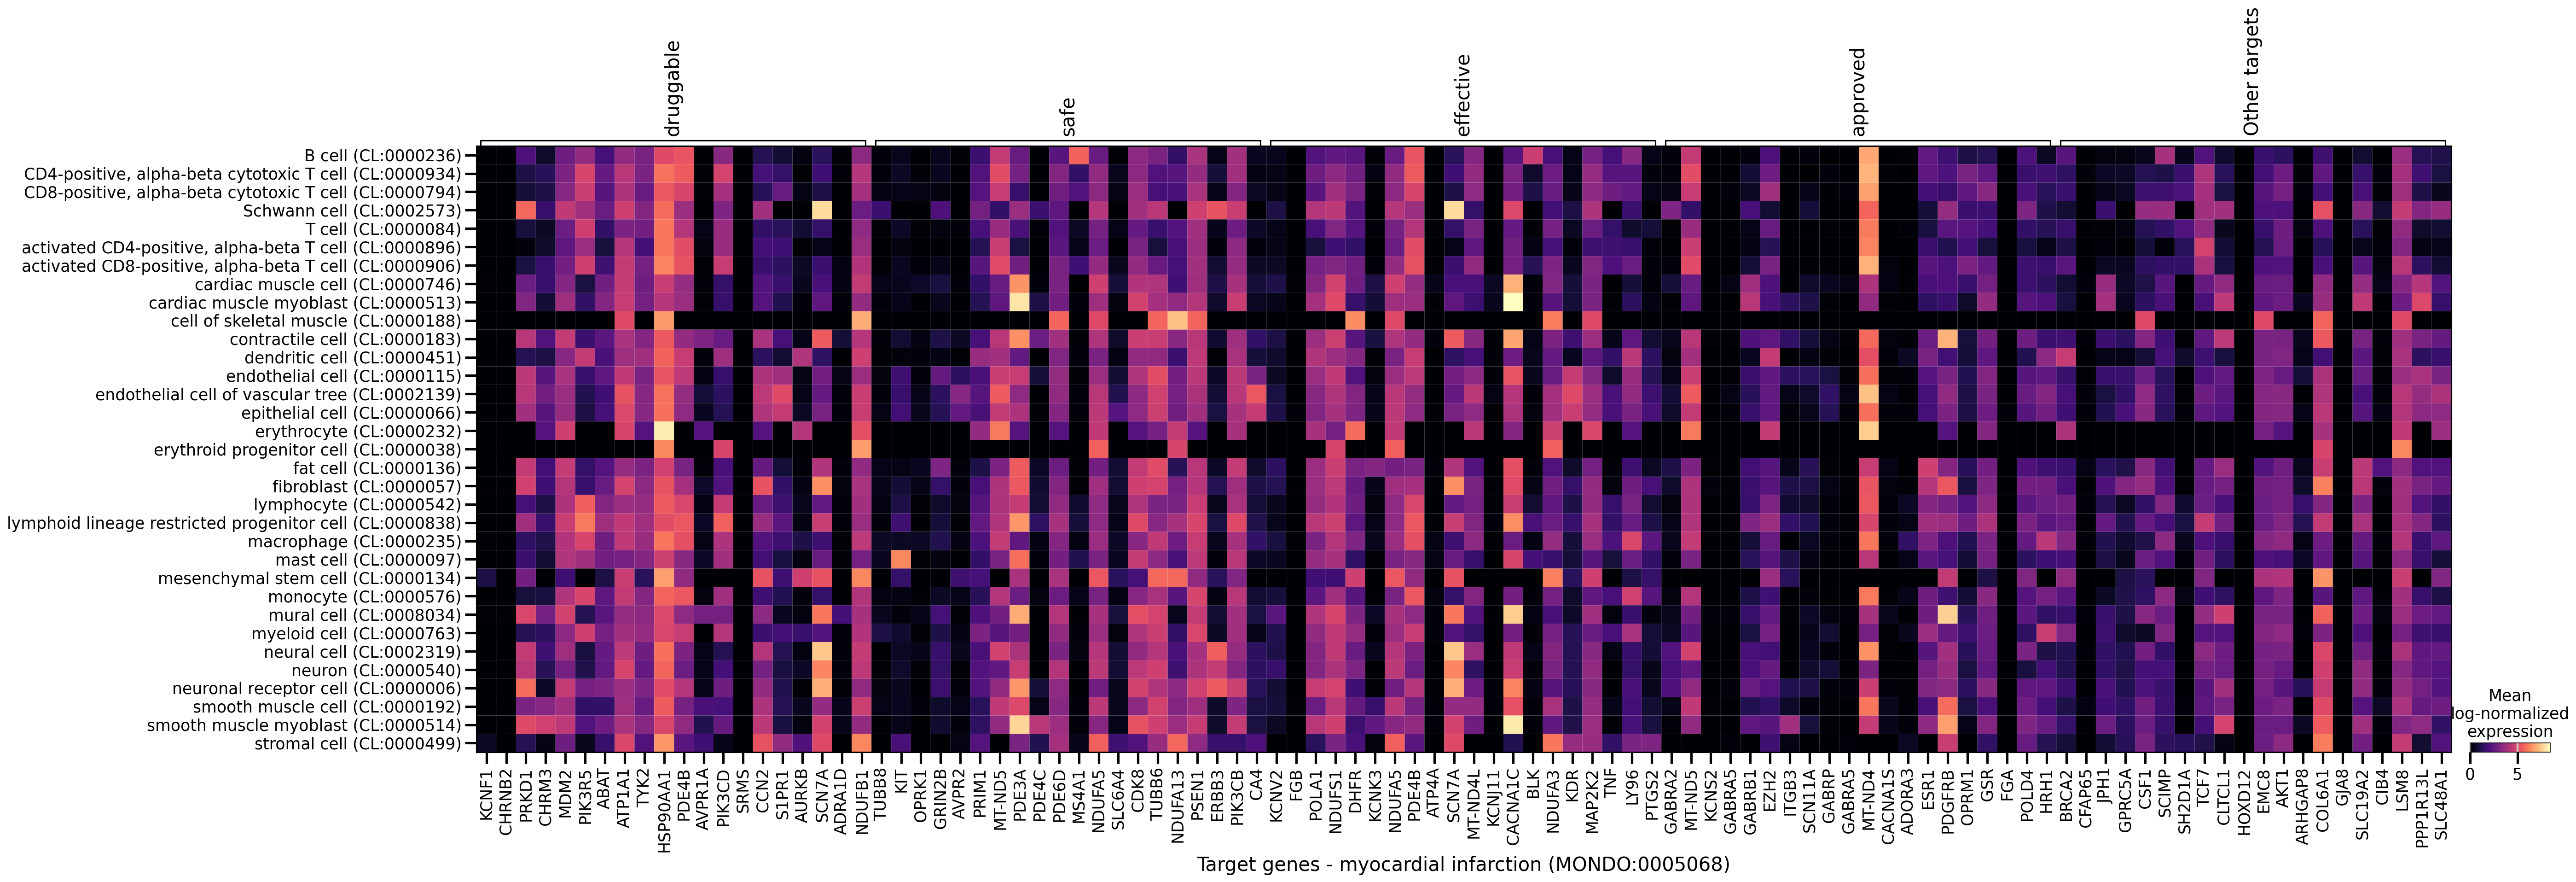 druggable
safe
effective
approved
Other targets
B cell (CL:0000236)
CD4-positive, alpha-beta cytotoxic T cell (CL:0000934)
CD8-positive, alpha-beta cytotoxic T cell (CL:0000794)
Schwann cell (CL:0002573)
T cell (CL:0000084)
activated CD4-positive, alpha-beta T cell (CL:0000896)
activated CD8-positive, alpha-beta T cell (CL:0000906)
cardiac muscle cell (CL:0000746)
cardiac muscle myoblast (CL:0000513)
cell of skeletal muscle (CL:0000188)
contractile cell (CL:0000183)
dendritic cell (CL:0000451)
endothelial cell (CL:0000115)
endothelial cell of vascular tree (CL:0002139)
epithelial cell (CL:0000066)
erythrocyte (CL:0000232)
erythroid progenitor cell (CL:0000038)
fat cell (CL:0000136)
fibroblast (CL:0000057)
lymphocyte (CL:0000542)
lymphoid lineage restricted progenitor cell (CL:0000838)
macrophage (CL:0000235)
mast cell (CL:0000097)
mesenchymal stem cell (CL:0000134)
monocyte (CL:0000576)
mural cell (CL:0008034)
myeloid cell (CL:0000763)
neural cell (CL:0002319)
neuron (CL:0000540)
neuronal receptor cell (CL:0000006)
smooth muscle cell (CL:0000192)
smooth muscle myoblast (CL:0000514)
stromal cell (CL:0000499)
KCNF1
CHRNB2
PRKD1
CHRM3
MDM2
PIK3R5
ABAT
ATP1A1
TYK2
HSP90AA1
PDE4B
AVPR1A
PIK3CD
SRMS
CCN2
S1PR1
AURKB
SCN7A
ADRA1D
NDUFB1
TUBB8
KIT
OPRK1
GRIN2B
AVPR2
PRIM1
MT-ND5
PDE3A
PDE4C
PDE6D
MS4A1
NDUFA5
SLC6A4
CDK8
TUBB6
NDUFA13
PSEN1
ERBB3
PIK3CB
CA4
KCNV2
FGB
POLA1
NDUFS1
DHFR
KCNK3
NDUFA5
PDE4B
ATP4A
SCN7A
MT-ND4L
KCNJ11
CACNA1C
BLK
NDUFA3
KDR
MAP2K2
TNF
LY96
PTGS2
GABRA2
MT-ND5
KCNS2
GABRA5
GABRB1
EZH2
ITGB3
SCN11A
GABRP
GABRA5
MT-ND4
CACNA1S
ADORA3
ESR1
PDGFRB
OPRM1
GSR
FGA
POLD4
HRH1
BRCA2
CFAP65
JPH1
GPRC5A
CSF1
SCIMP
SH2D1A
TCF7
CLTCL1
HOXD12
EMC8
AKT1
ARHGAP8
COL6A1
GJA8
SLC19A2
CIB4
LSM8
PPP1R13L
SLC48A1
Target genes - myocardial infarction (MONDO:0005068)
Mean
log-normalized
expression
0 5